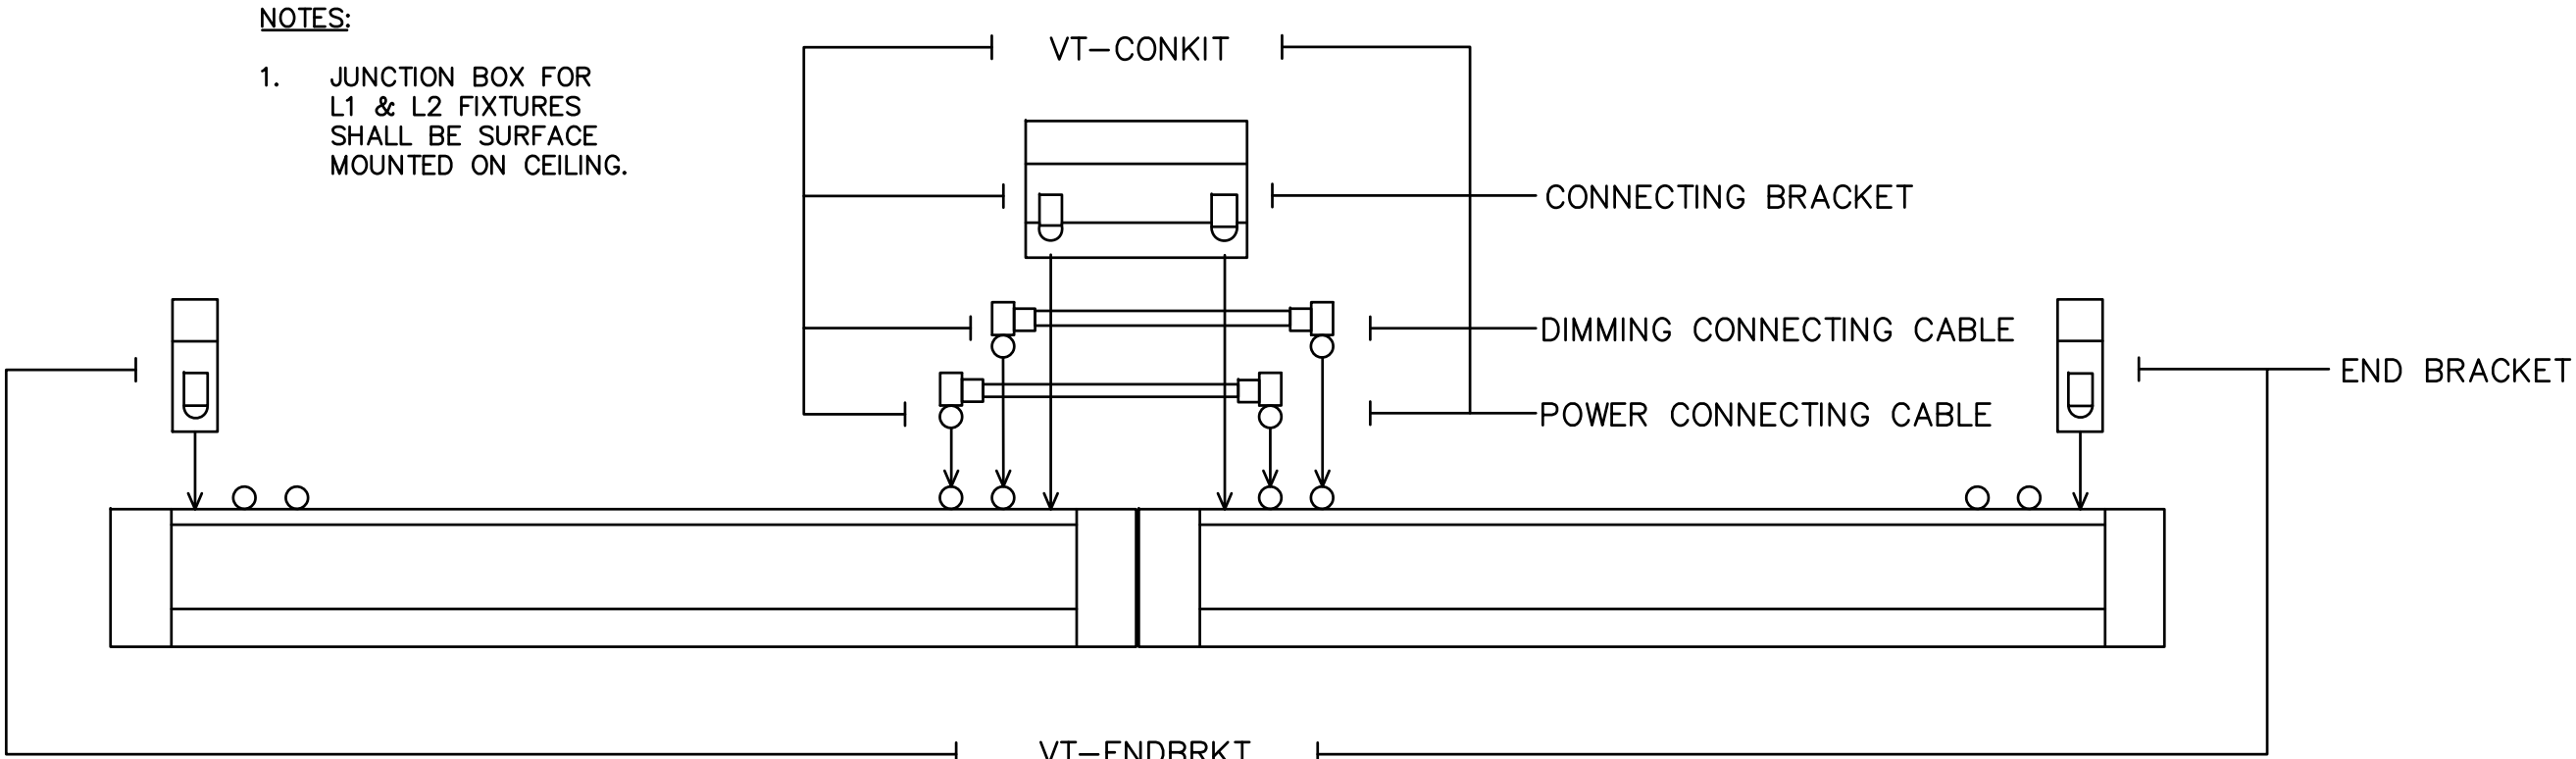 NOTES:
1. JUNCTION BOX FOR
L1 & L2 FIXTURES
SHALL BE SURFACE
MOUNTED ON CEILING.
VT-CONKIT
CONNECTING BRACKET
DIMMING CONNECTING CABLE
END BRACKET
POWER CONNECTING CABLE
VT-ENDBRKT